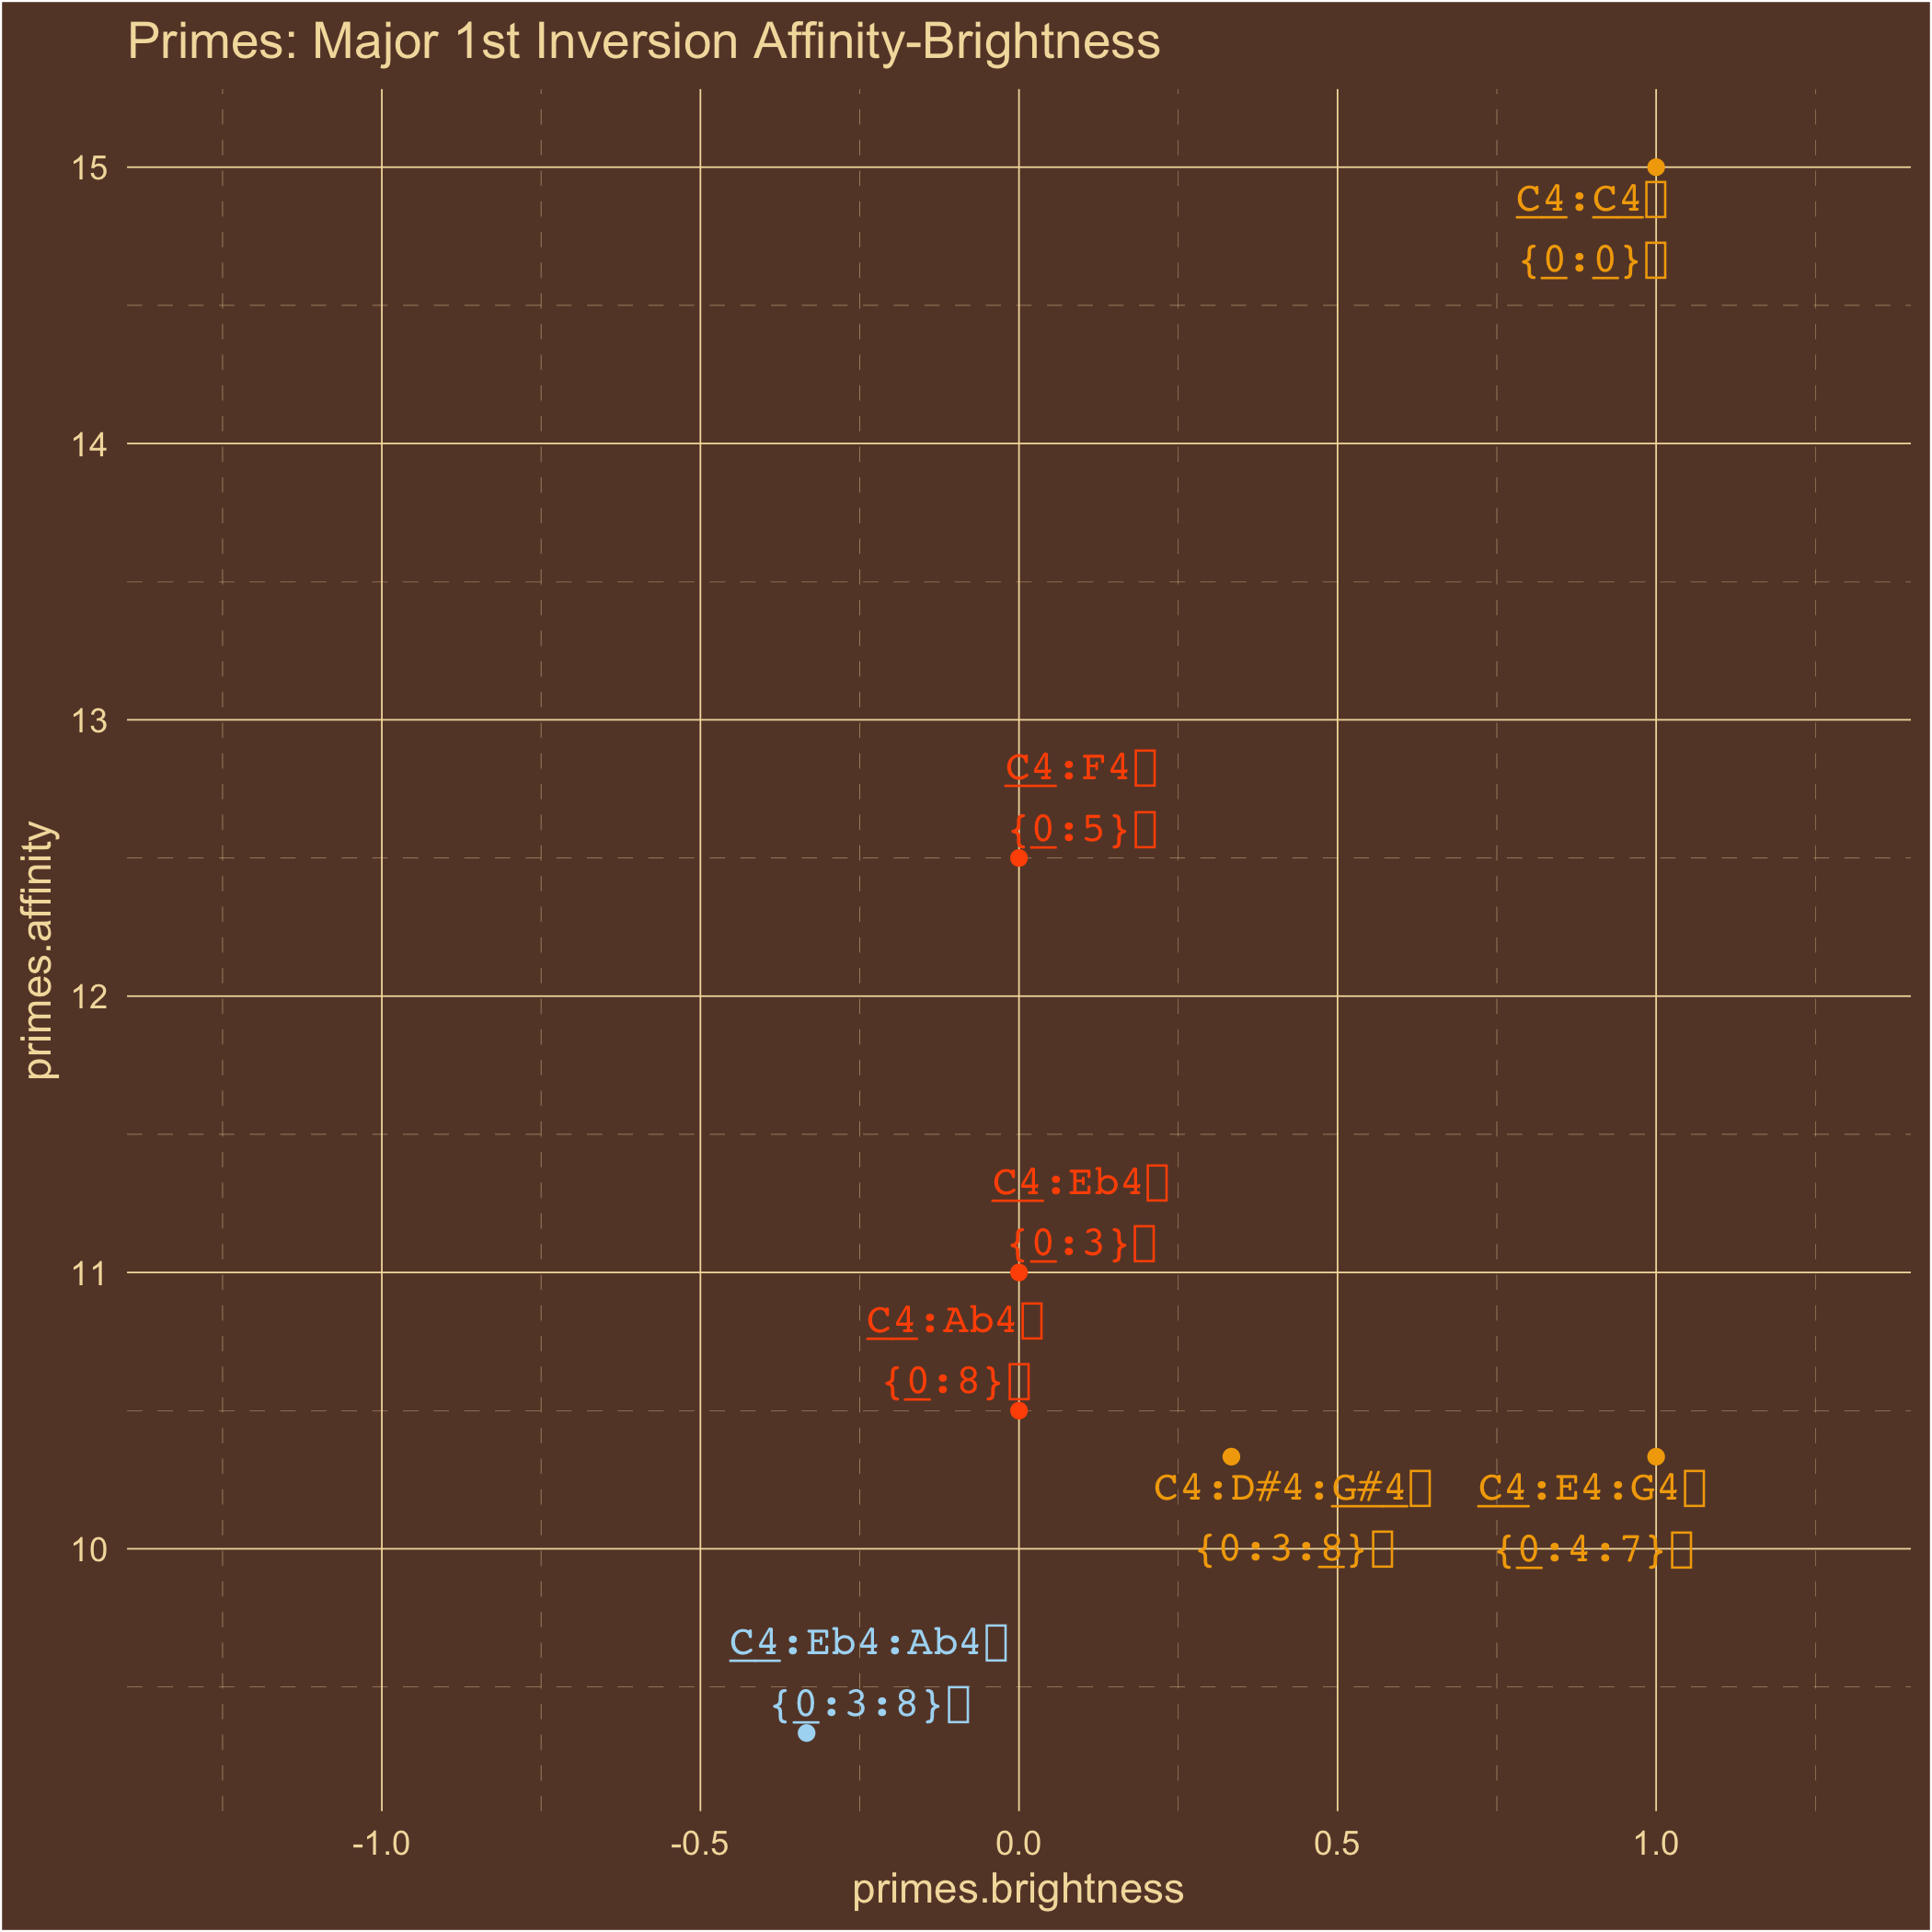 Primes: Major 1st Inversion Affinity-Brightness
primes.affinity
15
14
13
12
11
10
C4:C4
{0:0}
C4:F4
{0:5}
C4:Eb4
{0:3}
C4:Ab4
{0:8}
C4:D#4:G#4
{0:3:8}
C4:E4:G4
{0:4:7}
C4:Eb4:Ab4
{0:3:8}
-1.0
-0.5
0.0
0.5
1.0
primes.brightness